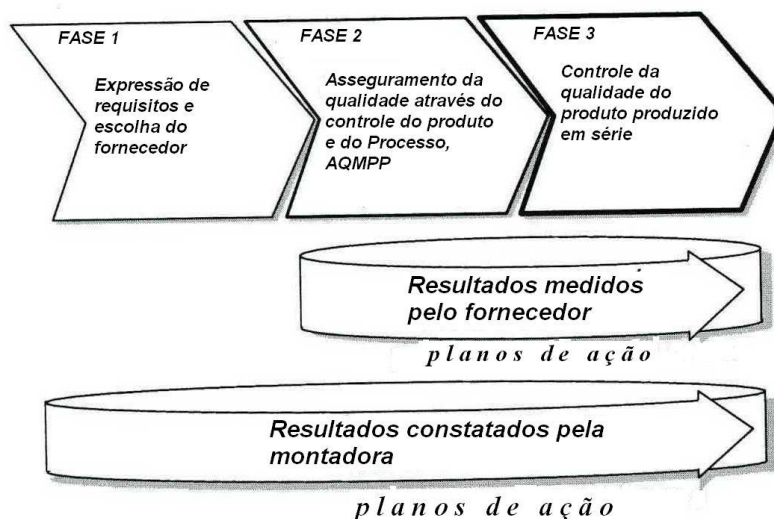 FASE 1
Expressão de
requisitos e
escolha do
fornecedor
FASE 2
Asseguramento da
qualidade através do
controle do produto
e do Processo,
AQMPP
FASE 3
Controle da
qualidade do
produto produzido
em série
Resultados medidos
pelo fornecedor
planos de ação
Resultados constatados pela
montadora
planos de ação